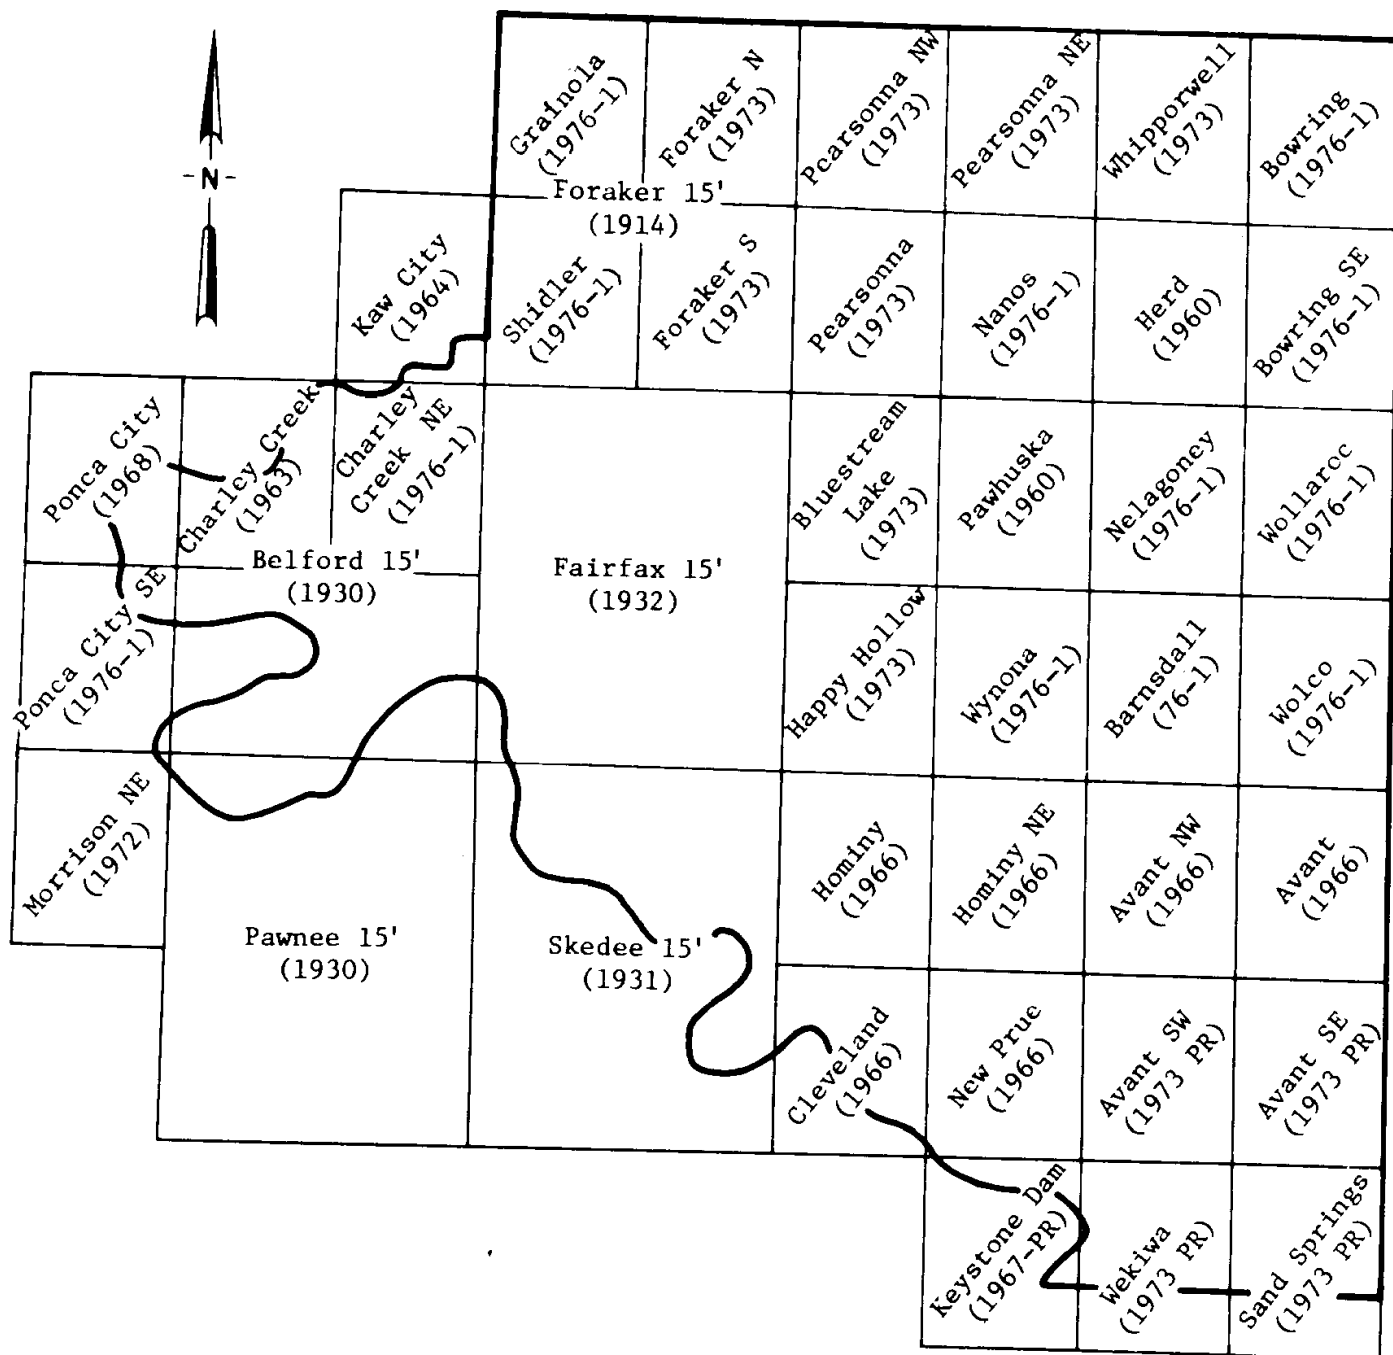 Grainola
(1976-1)
Foraker N
(1973)
Pearsonna NW
(1973)
Pearsonna NE
(1973)
Whipporwell
(1973)
Bowring
(1976-1)
-N-
Foraker 15'
(1914)
Kaw City
(1964)
Shidler
(1976-1)
Foraker S
(1973)
Pearsonna
(1973)
Nanos
(1976-1)
Herd
(1960)
Bowring SE
(1976-1)
Ponca City
(1968)
Charley Creek
(1963)
Charley
Creek NE
(1976-1)
Bluestream
Lake
(1973)
Pawhuska
(1960)
Nelagoney
(1976-1)
Wollaroc
(1976-1)
Belford 15'
(1930)
Fairfax 15'
(1932)
Ponca City SE
(1976-1)
Happy Hollow
(1973)
Wynona
(1976-1)
Barnsdall
(76-1)
Wolco
(1976-1)
Morrison NE
(1972)
Pawnee 15'
(1930)
Skedee 15'
(1931)
Hominy
(1966)
Hominy NE
(1966)
Avant NW
(1966)
Avant
(1966)
Cleveland
(1966)
New Prue
(1966)
Avant SW
(1973 PR)
Avant SE
(1973 PR)
Keystone Dam
(1967-PR)
Wekiwa
(1973 PR)
Sand Springs
(1973 PR)